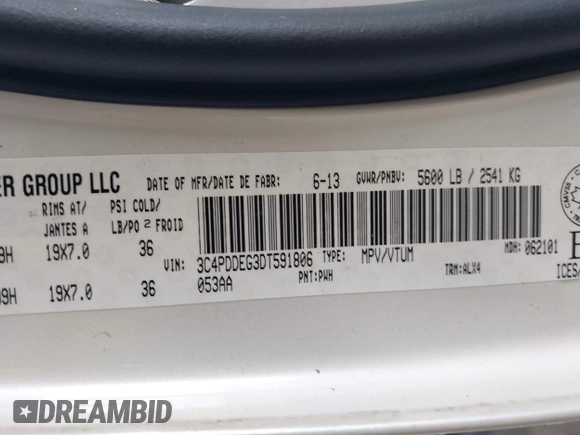 ER GROUP LLC DATE OF MFR/DATE DE FABR: 6-13 GVWR/PNBV: 5600 LB / 2541 KG
RIMS AT/ PSI COLD/
JANTES A LB/PO 2 FROID
9H 19X7.0 36
VIN: 3C4PDDEG3DT591806 TYPE: MPV/VTUM MDH: 062101
09H 19X7.0 36
053AA PNT: PWH TRM: ALX4
ICES/
DREAMBID